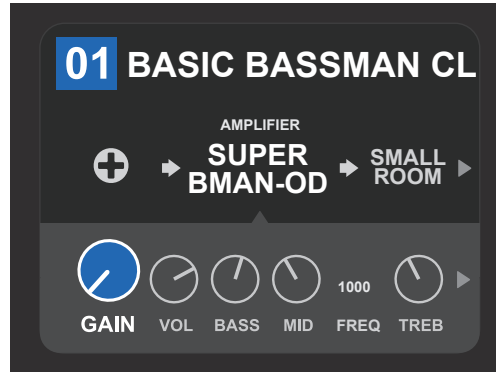 01 BASIC BASSMAN CL
AMPLIFIER
SUPER
BMAN-OD
SMALL
ROOM
1000
GAIN VOL BASS MID FREQ TREB